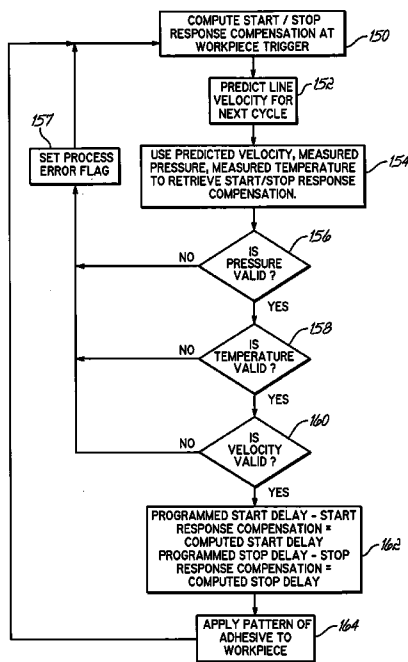 COMPUTE START / STOP
RESPONSE COMPENSATION AT
WORKPIECE TRIGGER
150
PREDICT LINE
VELOCITY FOR
NEXT CYCLE
152
157
SET PROCESS
ERROR FLAG
USE PREDICTED VELOCITY, MEASURED
PRESSURE, MEASURED TEMPERATURE
TO RETRIEVE START/STOP RESPONSE
COMPENSATION.
154
156
NO
IS
PRESSURE
VALID ?
YES
158
NO
IS
TEMPERATURE
VALID ?
YES
160
NO
IS
VELOCITY
VALID ?
YES
PROGRAMMED START DELAY - START
RESPONSE COMPENSATION =
COMPUTED START DELAY
PROGRAMMED STOP DELAY - STOP
RESPONSE COMPENSATION =
COMPUTED STOP DELAY
162
APPLY PATTERN OF
ADHESIVE TO
WORKPIECE
164